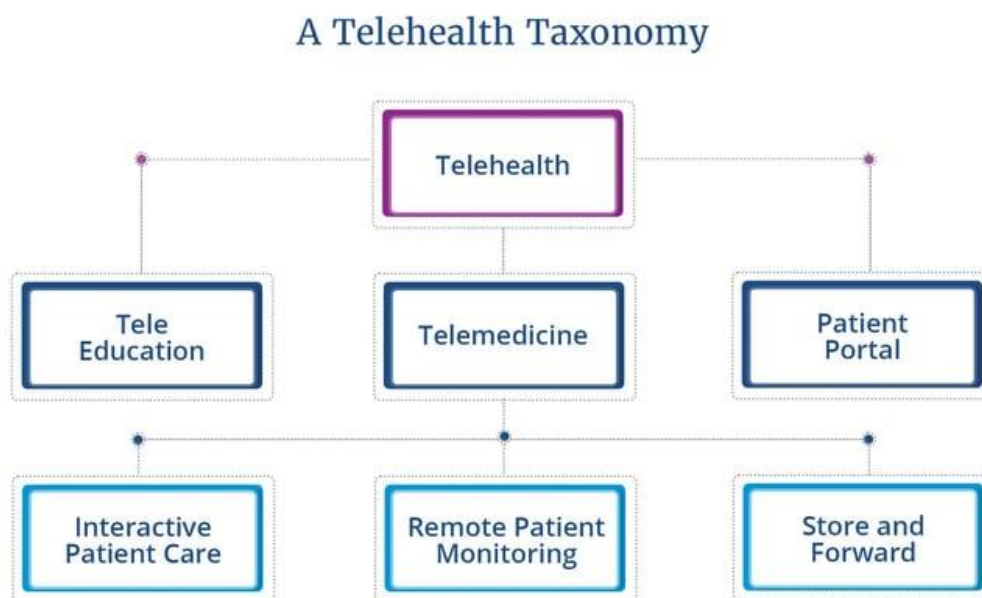 A Telehealth Taxonomy
Telehealth
Tele
Education
Telemedicine
Patient
Portal
Interactive
Patient Care
Remote Patient
Monitoring
Store and
Forward